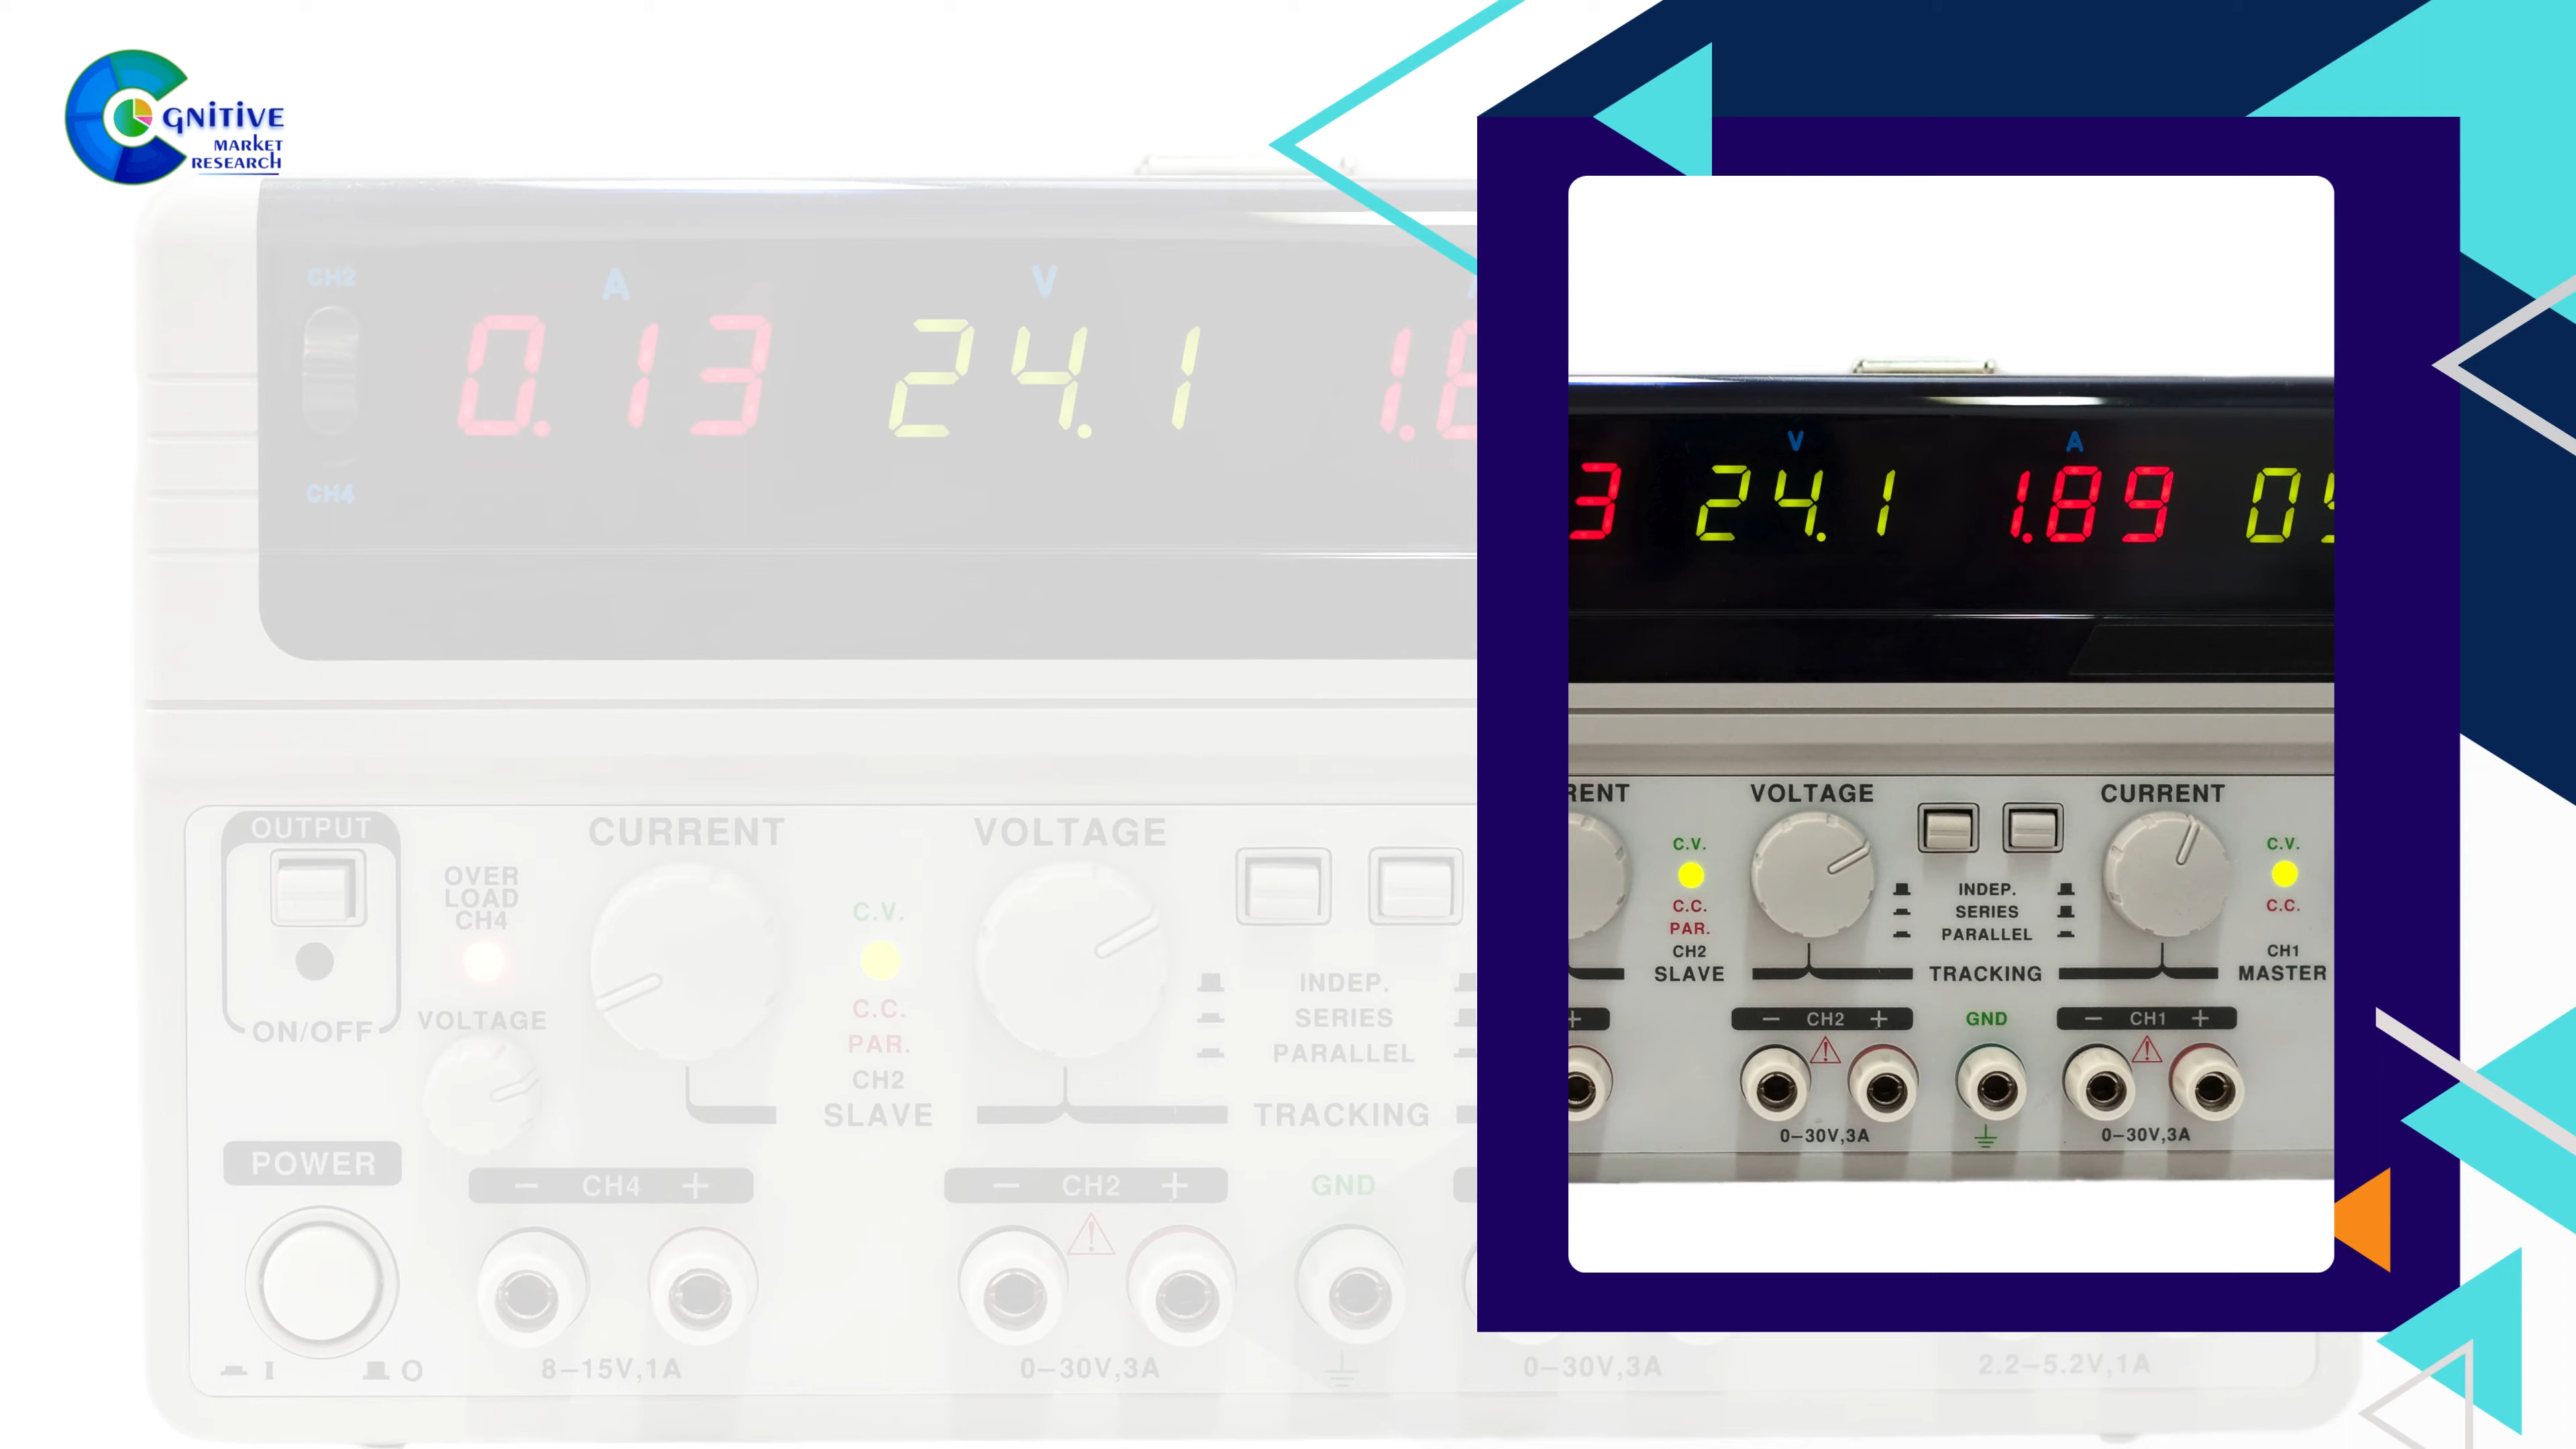 CGNITIVE
MARKET
RESEARCH
CH2
A
V
0.13
24.1
CH4
OUTPUT
ON/OFF
OVER
LOAD
CH4
VOLTAGE
CURRENT
C.V.
C.C.
PAR.
CH2
SLAVE
VOLTAGE
INDEP.
SERIES
PARALLEL
TRACKING
POWER
I
O
− CH4 +
8–15V,1A
− CH2 +
0–30V,3A
GND
0–30V,3A
2.2–5.2V,1A
V
A
3
24.1
1.89
RENT
VOLTAGE
CURRENT
C.V.
C.C.
PAR.
CH2
SLAVE
INDEP.
SERIES
PARALLEL
TRACKING
C.V.
C.C.
CH1
MASTER
+
− CH2 +
GND
− CH1 +
0–30V,3A
0–30V,3A